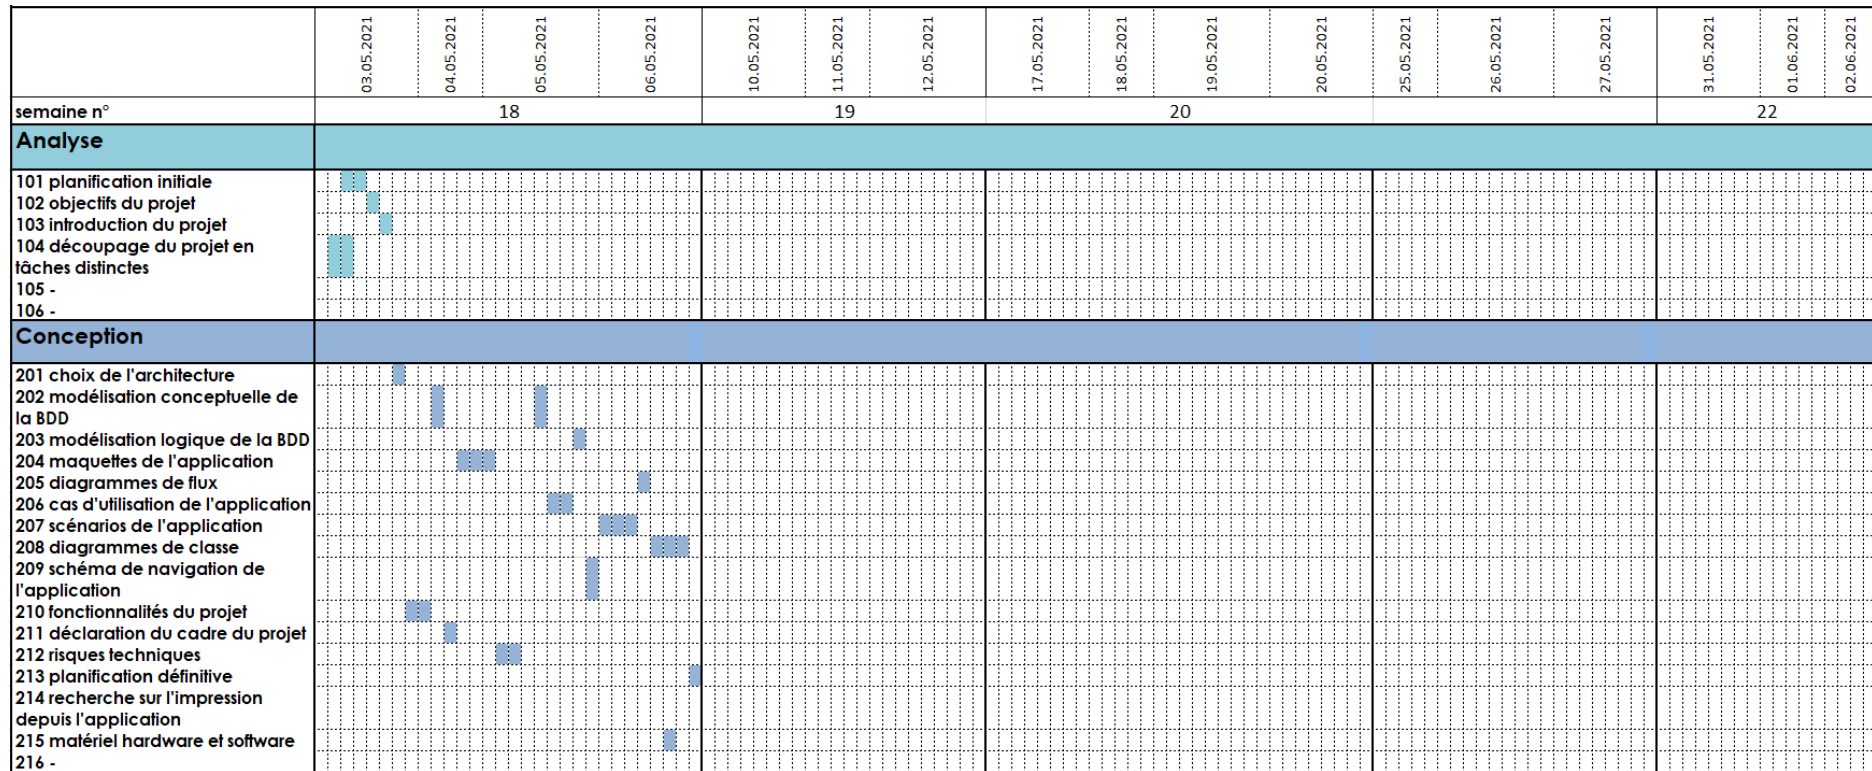 03.05.2021
04.05.2021
05.05.2021
06.05.2021
10.05.2021
11.05.2021
12.05.2021
17.05.2021
18.05.2021
19.05.2021
20.05.2021
25.05.2021
26.05.2021
27.05.2021
31.05.2021
01.06.2021
02.06.2021
semaine n° 18 19 20 22
Analyse
101 planification initiale
102 objectifs du projet
103 introduction du projet
104 découpage du projet en
tâches distinctes
105 -
106 -
Conception
201 choix de l'architecture
202 modélisation conceptuelle de
la BDD
203 modélisation logique de la BDD
204 maquettes de l'application
205 diagrammes de flux
206 cas d'utilisation de l'application
207 scénarios de l'application
208 diagrammes de classe
209 schéma de navigation de
l'application
210 fonctionnalités du projet
211 déclaration du cadre du projet
212 risques techniques
213 planification définitive
214 recherche sur l'impression
depuis l'application
215 matériel hardware et software
216 -